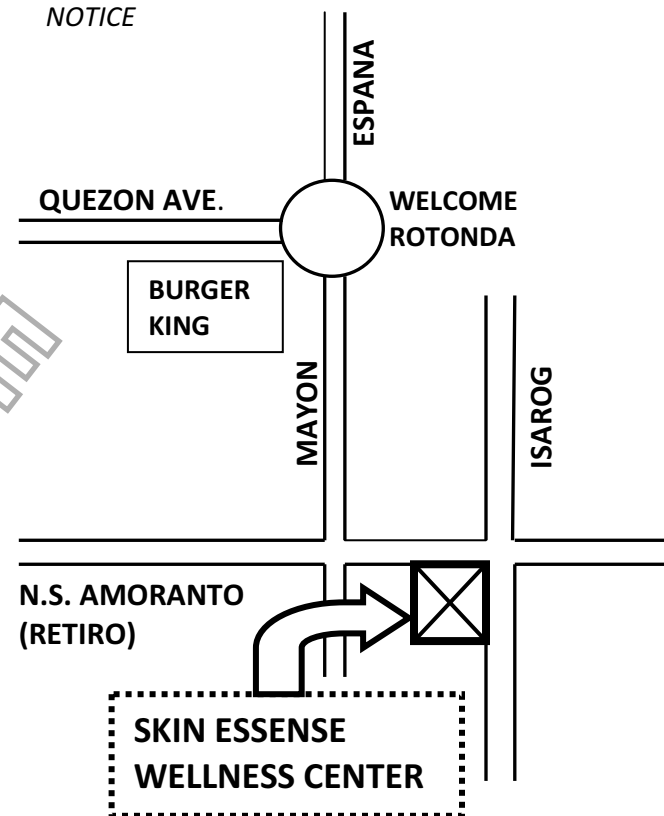 NOTICE
ESPANA
QUEZON AVE.
WELCOME
ROTONDA
BURGER
KING
MAYON
ISAROG
N.S. AMORANTO
(RETIRO)
SKIN ESSENSE
WELLNESS CENTER